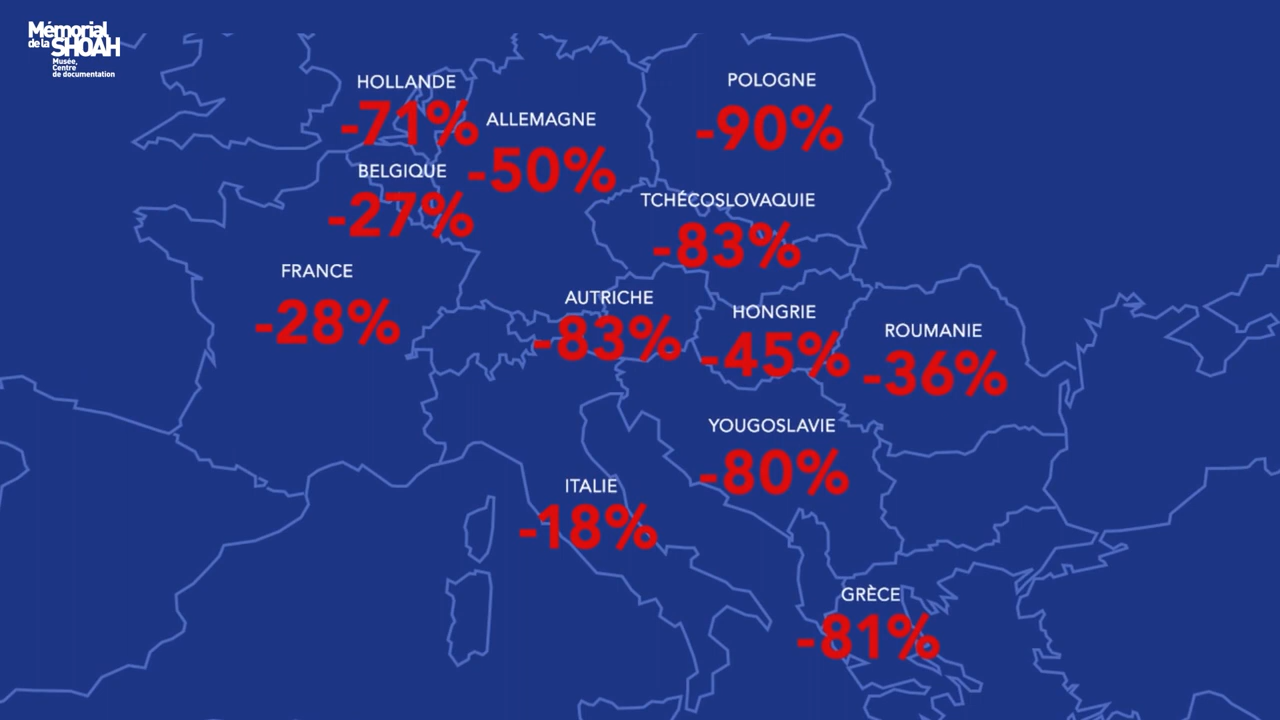 Mémorial
de la SHOAH
Musée,
Centre
de documentation
HOLLANDE
-71%
POLOGNE
-90%
ALLEMAGNE
-50%
BELGIQUE
-27%
TCHÉCOSLOVAQUIE
-83%
FRANCE
-28%
AUTRICHE
-83%
HONGRIE
-45%
ROUMANIE
-36%
YOUGOSLAVIE
-80%
ITALIE
-18%
GRÈCE
-81%